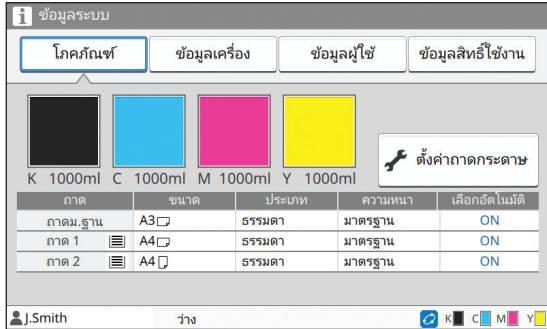 i ข้อมูลระบบ
โภคภัณฑ์ ข้อมูลเครื่อง ข้อมูลผู้ใช้ ข้อมูลสิทธิ์ใช้งาน
K 1000ml C 1000ml M 1000ml Y 1000ml
ตั้งค่าถาดกระดาษ
ถาด ขนาด ประเภท ความหนา เลือกอัตโนมัติ
ถาดม.ฐาน A3 ธรรมดา มาตรฐาน ON
ถาด 1 A4 ธรรมดา มาตรฐาน ON
ถาด 2 A4 ธรรมดา มาตรฐาน ON
J.Smith ว่าง K C M Y